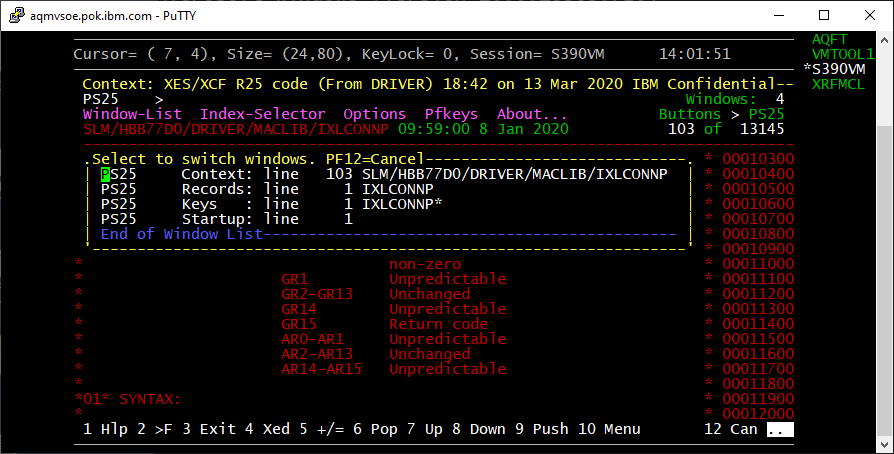 aqmvsoe.pok.ibm.com - PuTTY
AQFT
Cursor= ( 7, 4), Size= (24,80), KeyLock= 0, Session= S390VM 14:01:51 VMTOOL1
*S390VM
Context: XES/XCF R25 code (From DRIVER) 18:42 on 13 Mar 2020 IBM Confidential-- XRFMCL
PS25 > Windows: 4
Window-List Index-Selector Options Pfkeys About... Buttons > PS25
SLM/HBB77D0/DRIVER/MACLIB/IXLCONNP 09:59:00 8 Jan 2020 103 of 13145
.Select to switch windows. PF12=Cancel-----------------------------. * 00010300
| PS25 Context: line 103 SLM/HBB77D0/DRIVER/MACLIB/IXLCONNP | * 00010400
| PS25 Records: line 1 IXLCONNP | * 00010500
| PS25 Keys : line 1 IXLCONNP* | * 00010600
| PS25 Startup: line 1 | * 00010700
| End of Window List---------------------------------------------- | * 00010800
'------------------------------------------------------------------' * 00010900
* non-zero * 00011000
* GR1 Unpredictable * 00011100
* GR2-GR13 Unchanged * 00011200
* GR14 Unpredictable * 00011300
* GR15 Return code * 00011400
* AR0-AR1 Unpredictable * 00011500
* AR2-AR13 Unchanged * 00011600
* AR14-AR15 Unpredictable * 00011700
* * 00011800
*01* SYNTAX: * 00011900
* * 00012000
1 Hlp 2 >F 3 Exit 4 Xed 5 +/= 6 Pop 7 Up 8 Down 9 Push 10 Menu 12 Can ..